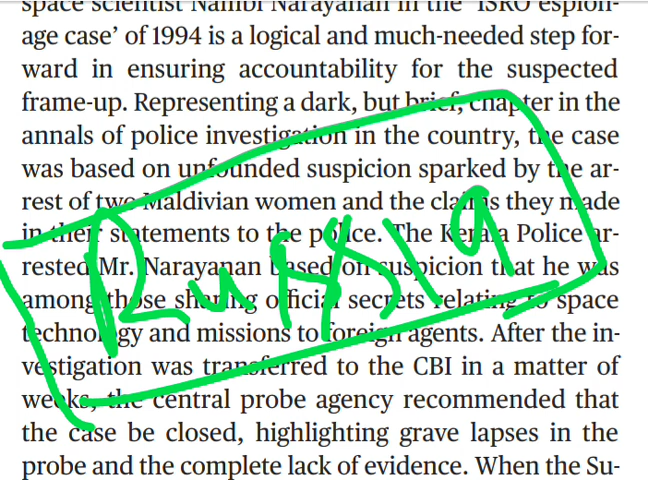 space scientist Nambi Narayanan in the 'ISRO espion-
age case' of 1994 is a logical and much-needed step for-
ward in ensuring accountability for the suspected
frame-up. Representing a dark, but brief, chapter in the
annals of police investigation in the country, the case
was based on unfounded suspicion sparked by the ar-
rest of two Maldivian women and the claims they made
in their statements to the police. The Kerala Police ar-
rested Mr. Narayanan based on suspicion that he was
among those sharing official secrets relating to space
technology and missions to foreign agents. After the in-
vestigation was transferred to the CBI in a matter of
weeks, the central probe agency recommended that
the case be closed, highlighting grave lapses in the
probe and the complete lack of evidence. When the Su-